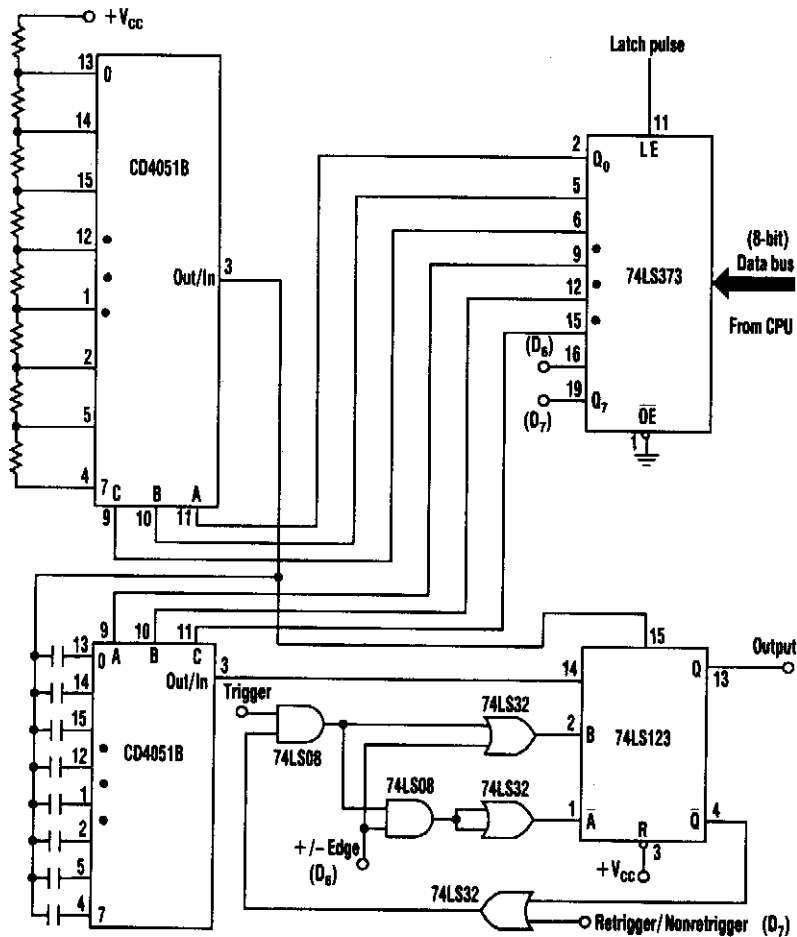 +VCC
13
0
14
15
12
1
2
5
4
7
CD4051B
Out/In
3
C
B
A
9
10
11
Latch pulse
11
LE
2
Q0
5
6
9
12
15
(D6)
16
19
Q7
(D7)
74LS373
OE
1
(8-bit)
Data bus
From CPU
9
10
11
13
0
A
B
C
Out/In
3
14
15
12
1
2
5
4
7
CD4051B
Trigger
74LS08
74LS08
74LS32
74LS32
+/– Edge
(D6)
74LS32
15
14
Q
13
Output
2
B
74LS123
1
A
R
Q
4
3
+VCC
Retrigger/Nonretrigger (D7)